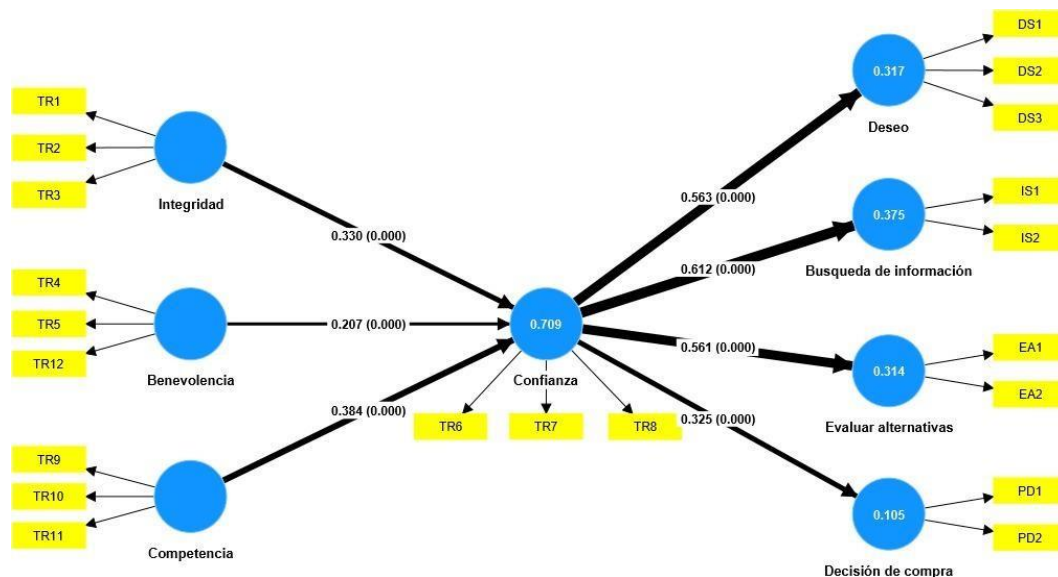 TR1
TR2
TR3
Integridad
0.330 (0.000)
TR4
TR5
TR12
Benevolencia
0.207 (0.000)
TR9
TR10
TR11
Competencia
0.384 (0.000)
0.709
Confianza
TR6
TR7
TR8
0.563 (0.000)
0.317
Deseo
DS1
DS2
DS3
0.612 (0.000)
0.375
Busqueda de información
IS1
IS2
0.561 (0.000)
0.314
Evaluar alternativas
EA1
EA2
0.325 (0.000)
0.105
Decisión de compra
PD1
PD2